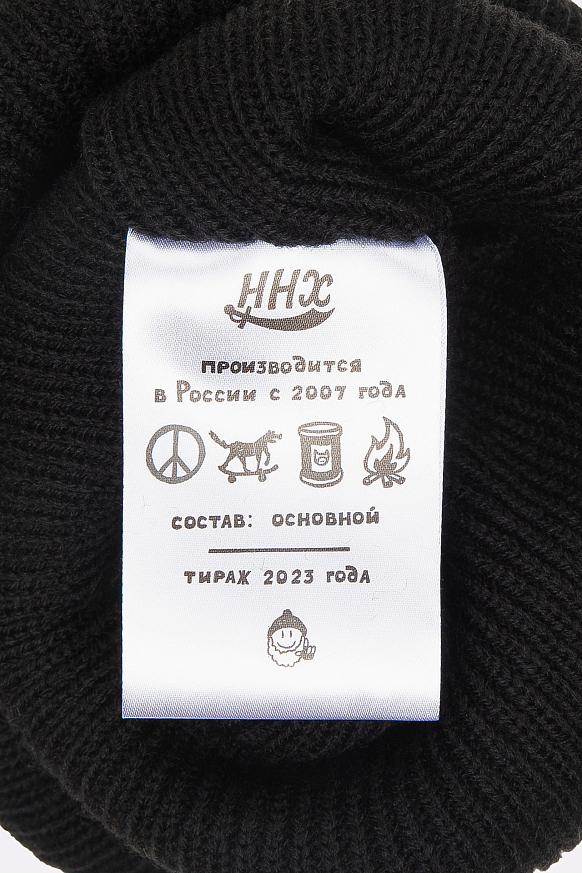 ННХ
ПРОИЗВОДИТСЯ
В РОССИИ С 2007 ГОДА
СОСТАВ: ОСНОВНОЙ
ТИРАЖ 2023 ГОДА